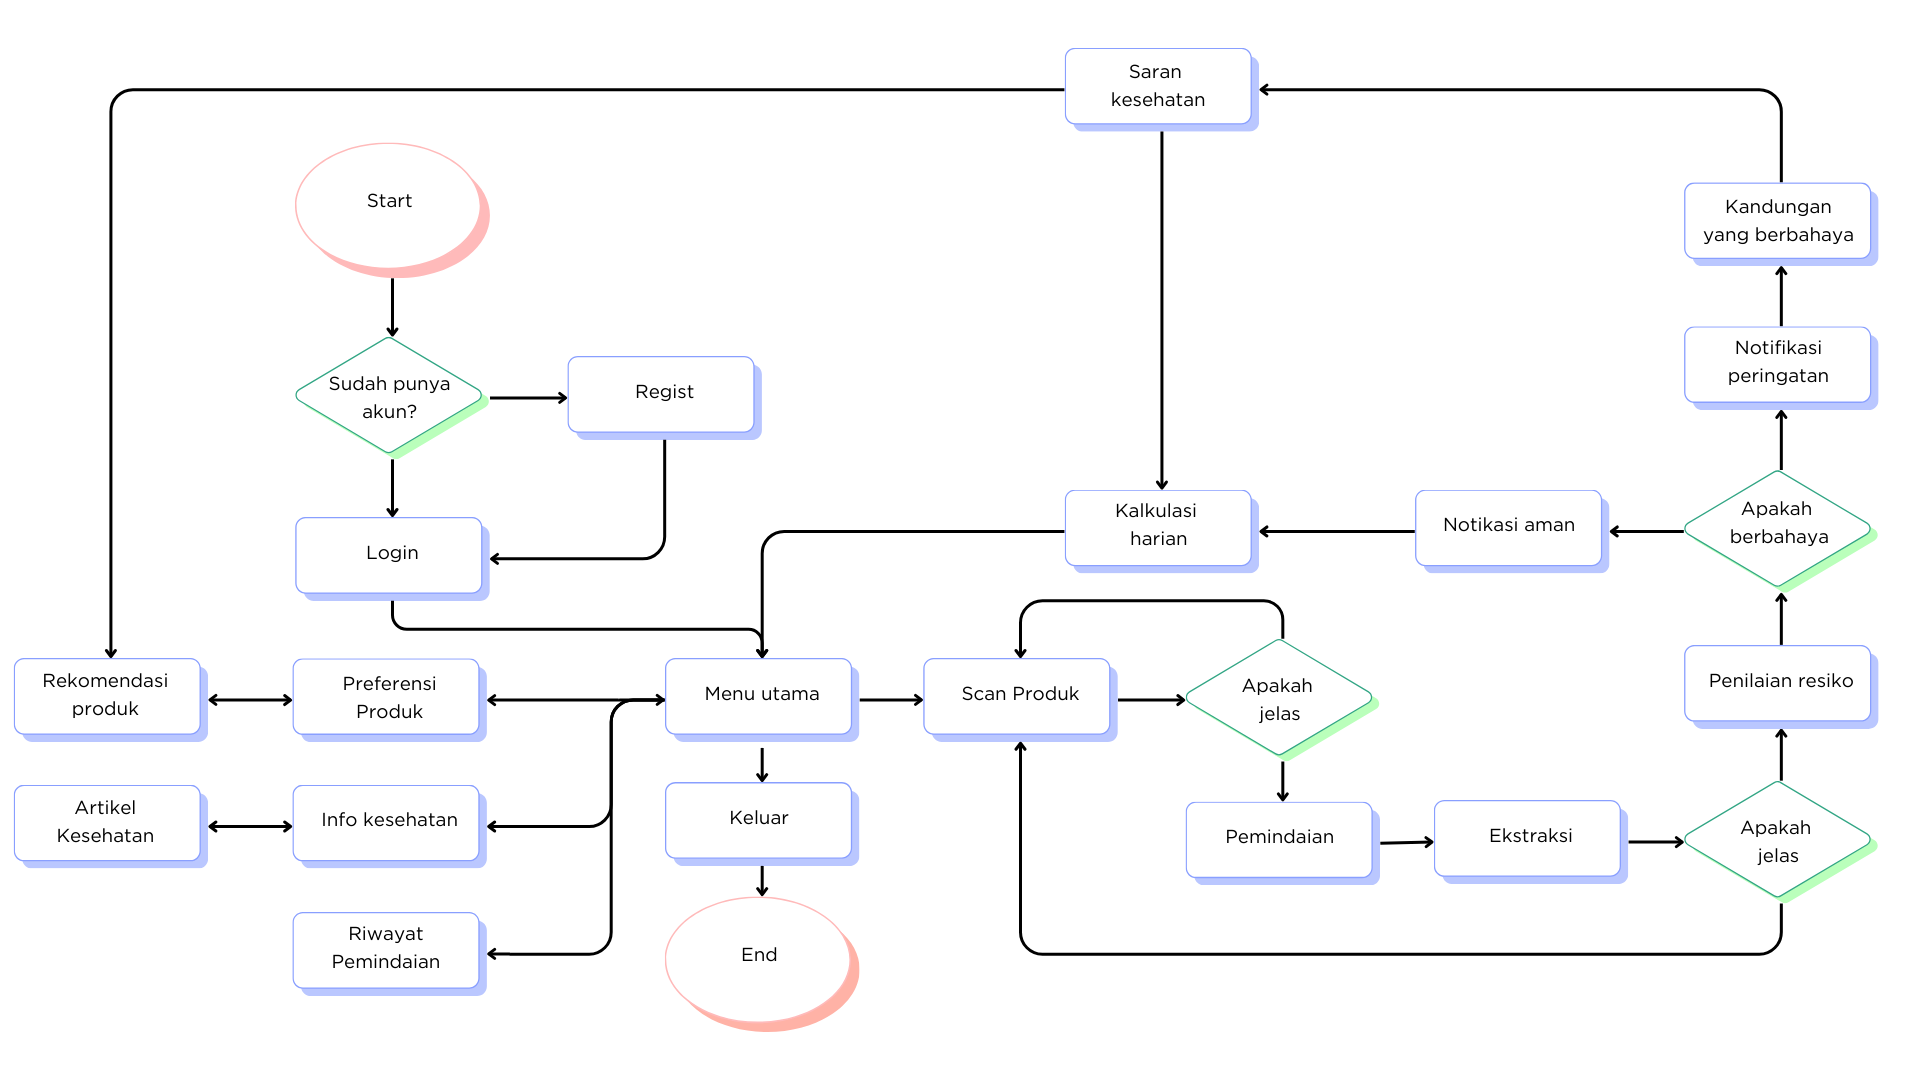 Saran
kesehatan
Start
Kandungan
yang berbahaya
Notifikasi
peringatan
Sudah punya
akun?
Regist
Kalkulasi
harian
Notikasi aman
Apakah
berbahaya
Login
Rekomendasi
produk
Preferensi
Produk
Menu utama
Scan Produk
Apakah
jelas
Penilaian resiko
Artikel
Kesehatan
Info kesehatan
Keluar
Pemindaian
Ekstraksi
Apakah
jelas
Riwayat
Pemindaian
End